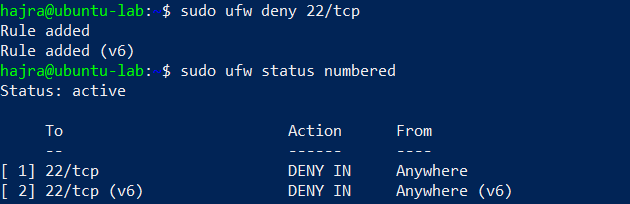 hajra@ubuntu-lab:~$ sudo ufw deny 22/tcp
Rule added
Rule added (v6)
hajra@ubuntu-lab:~$ sudo ufw status numbered
Status: active

     To                         Action      From
     --                         ------      ----
[ 1] 22/tcp                     DENY IN     Anywhere
[ 2] 22/tcp (v6)                DENY IN     Anywhere (v6)